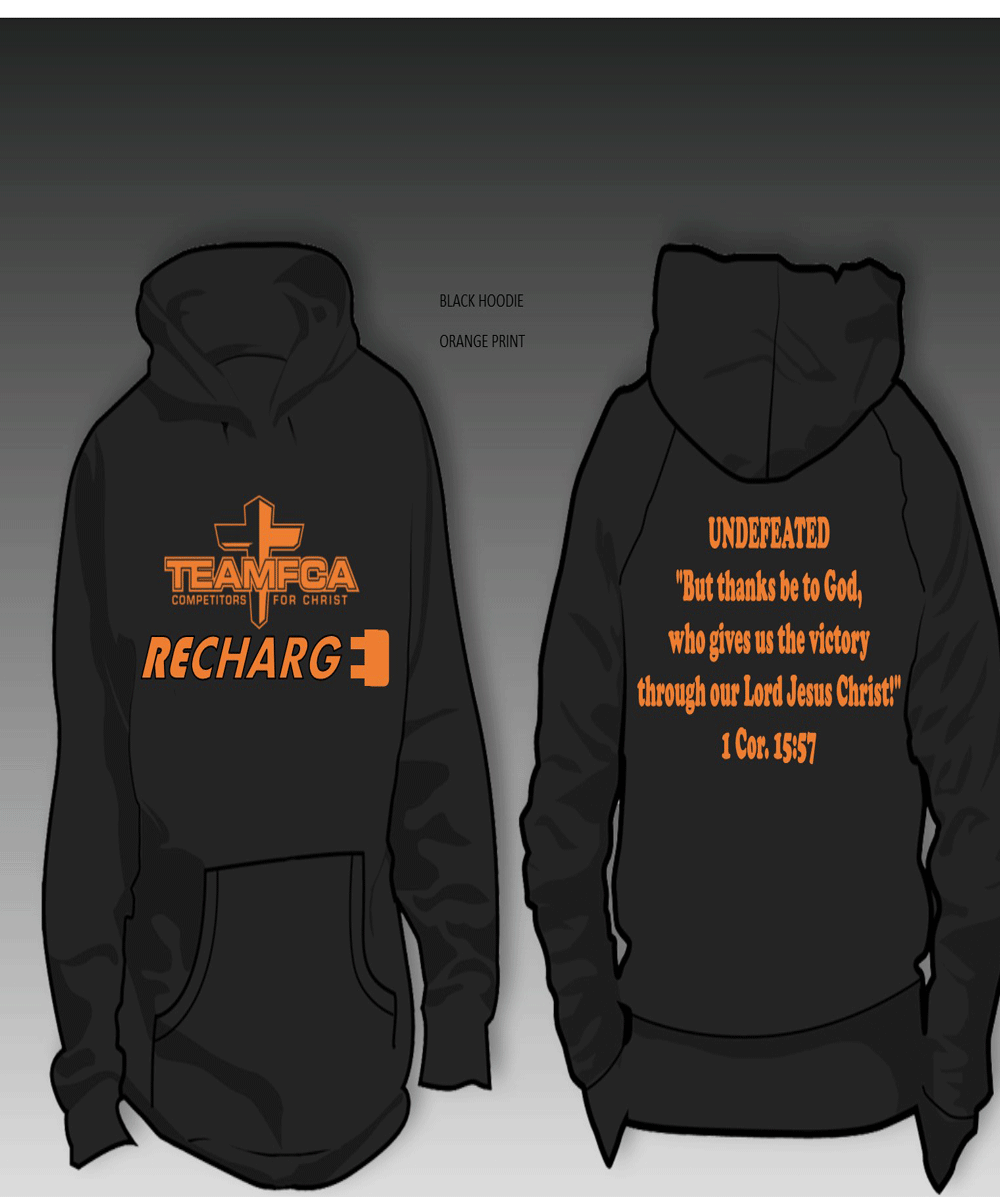 BLACK HOODIE
ORANGE PRINT
TEAMFCA
COMPETITORS FOR CHRIST
RECHARGE
UNDEFEATED
"But thanks be to God,
who gives us the victory
through our Lord Jesus Christ!"
1 Cor. 15:57